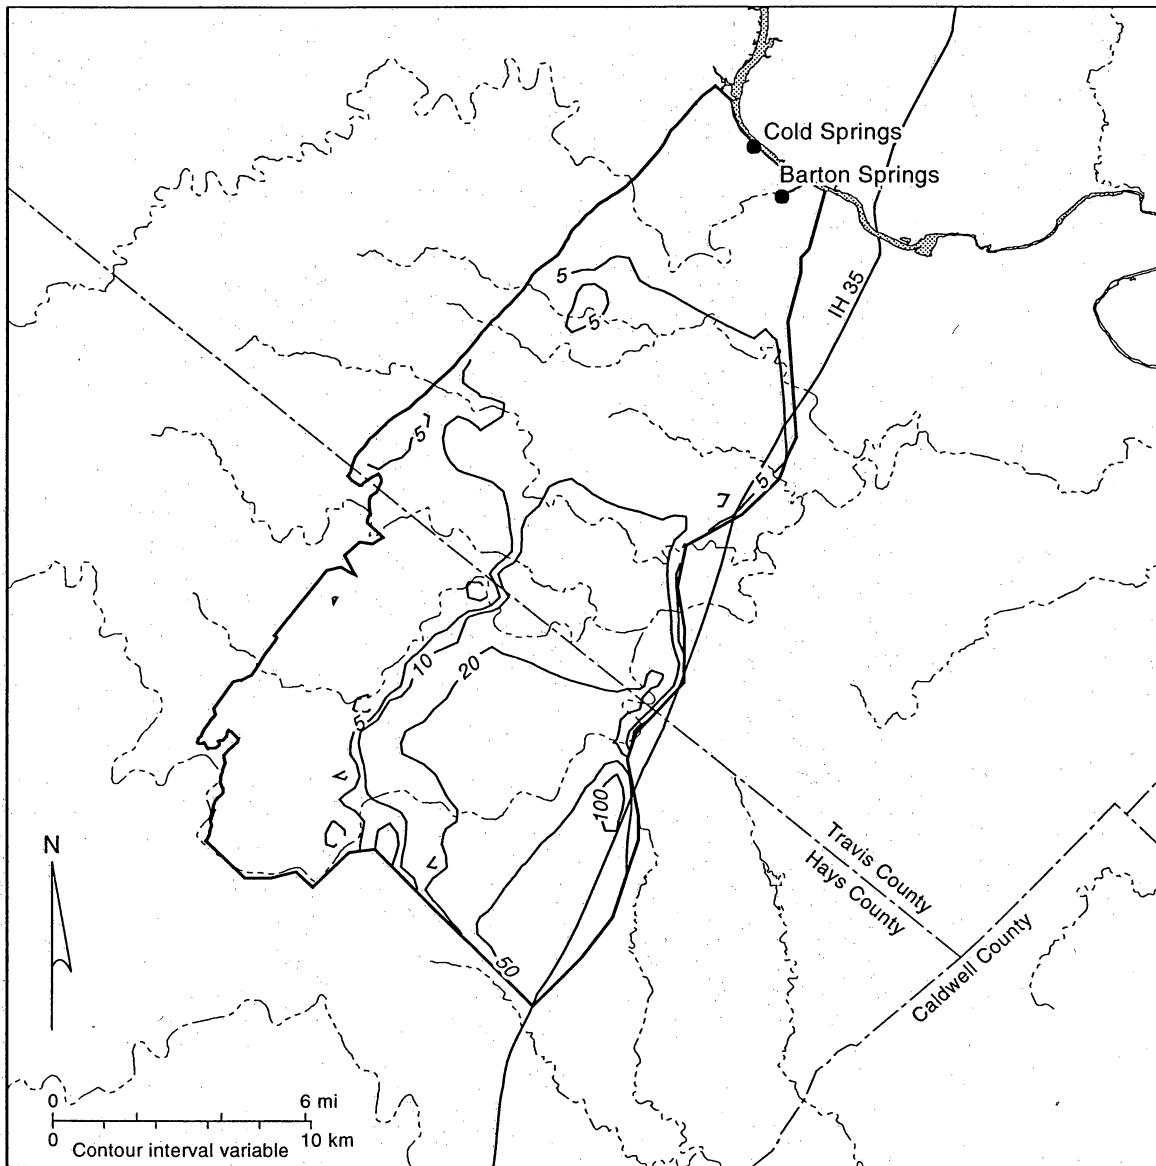 Cold Springs
Barton Springs
5
5
IH 35
5
5
10
20
5
100
N
Travis County
Hays County
Caldwell County
50
0 6 mi
0 10 km
Contour interval variable